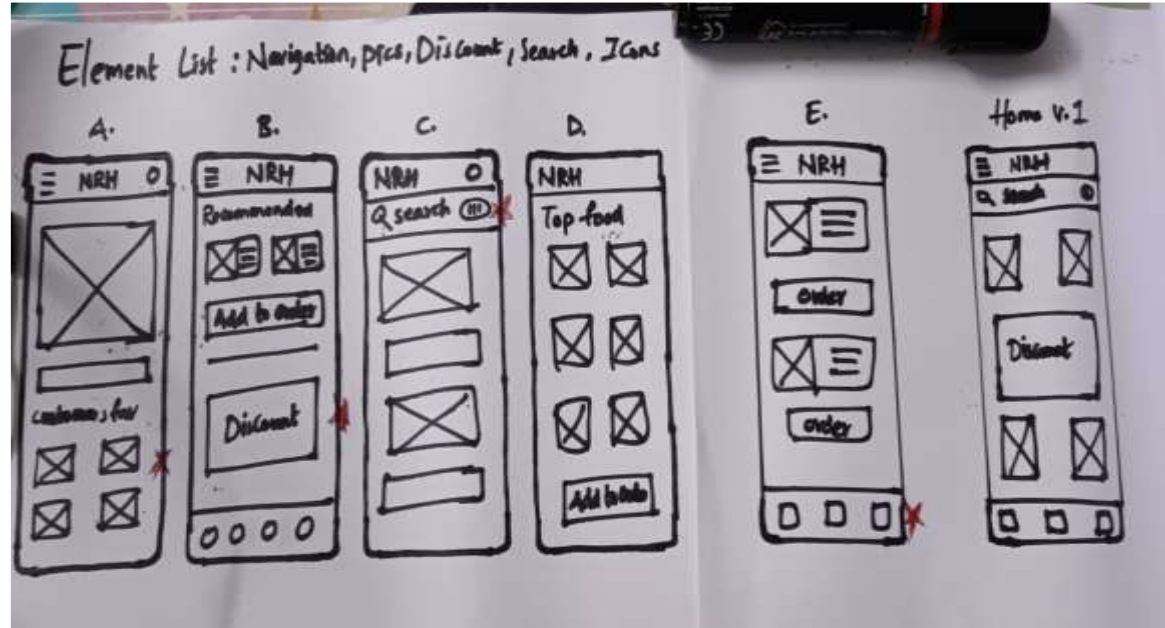 Element List : Navigation, pics, Discount, Search, Icons
A.
B.
C.
D.
E.
Home v.1
NRH
NRH
NRH
NRH
NRH
NRH
Recommended
Q search
Top food
Search
Add to order
order
Discount
customers fav
Discount
order
Add to order